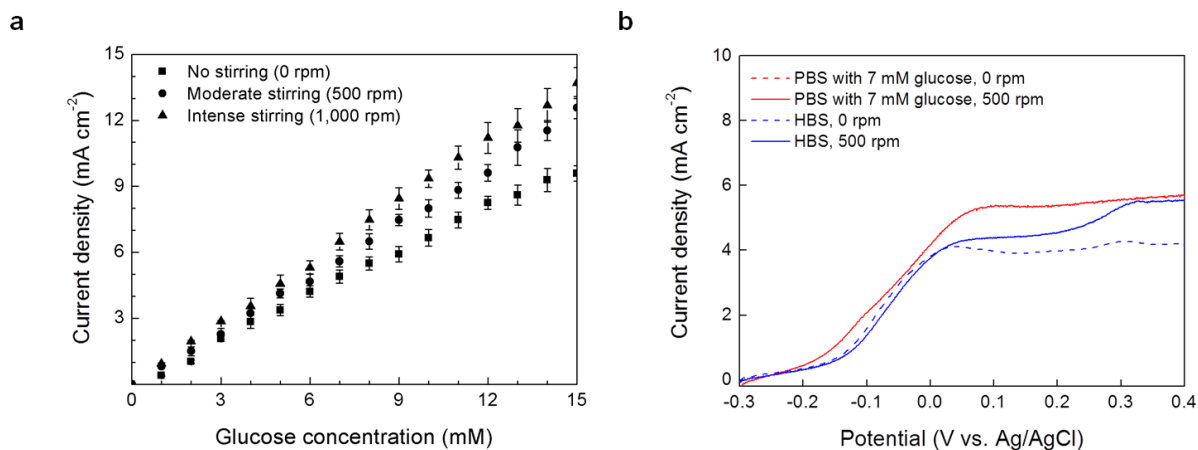 a
15
12
9
6
3
0
3
6
9
12
15
Current density (mA cm⁻²)
Glucose concentration (mM)
No stirring (0 rpm)
Moderate stirring (500 rpm)
Intense stirring (1,000 rpm)
b
10
8
6
4
2
0
-0.3
-0.2
-0.1
0.0
0.1
0.2
0.3
0.4
Current density (mA cm⁻²)
Potential (V vs. Ag/AgCl)
PBS with 7 mM glucose, 0 rpm
PBS with 7 mM glucose, 500 rpm
HBS, 0 rpm
HBS, 500 rpm